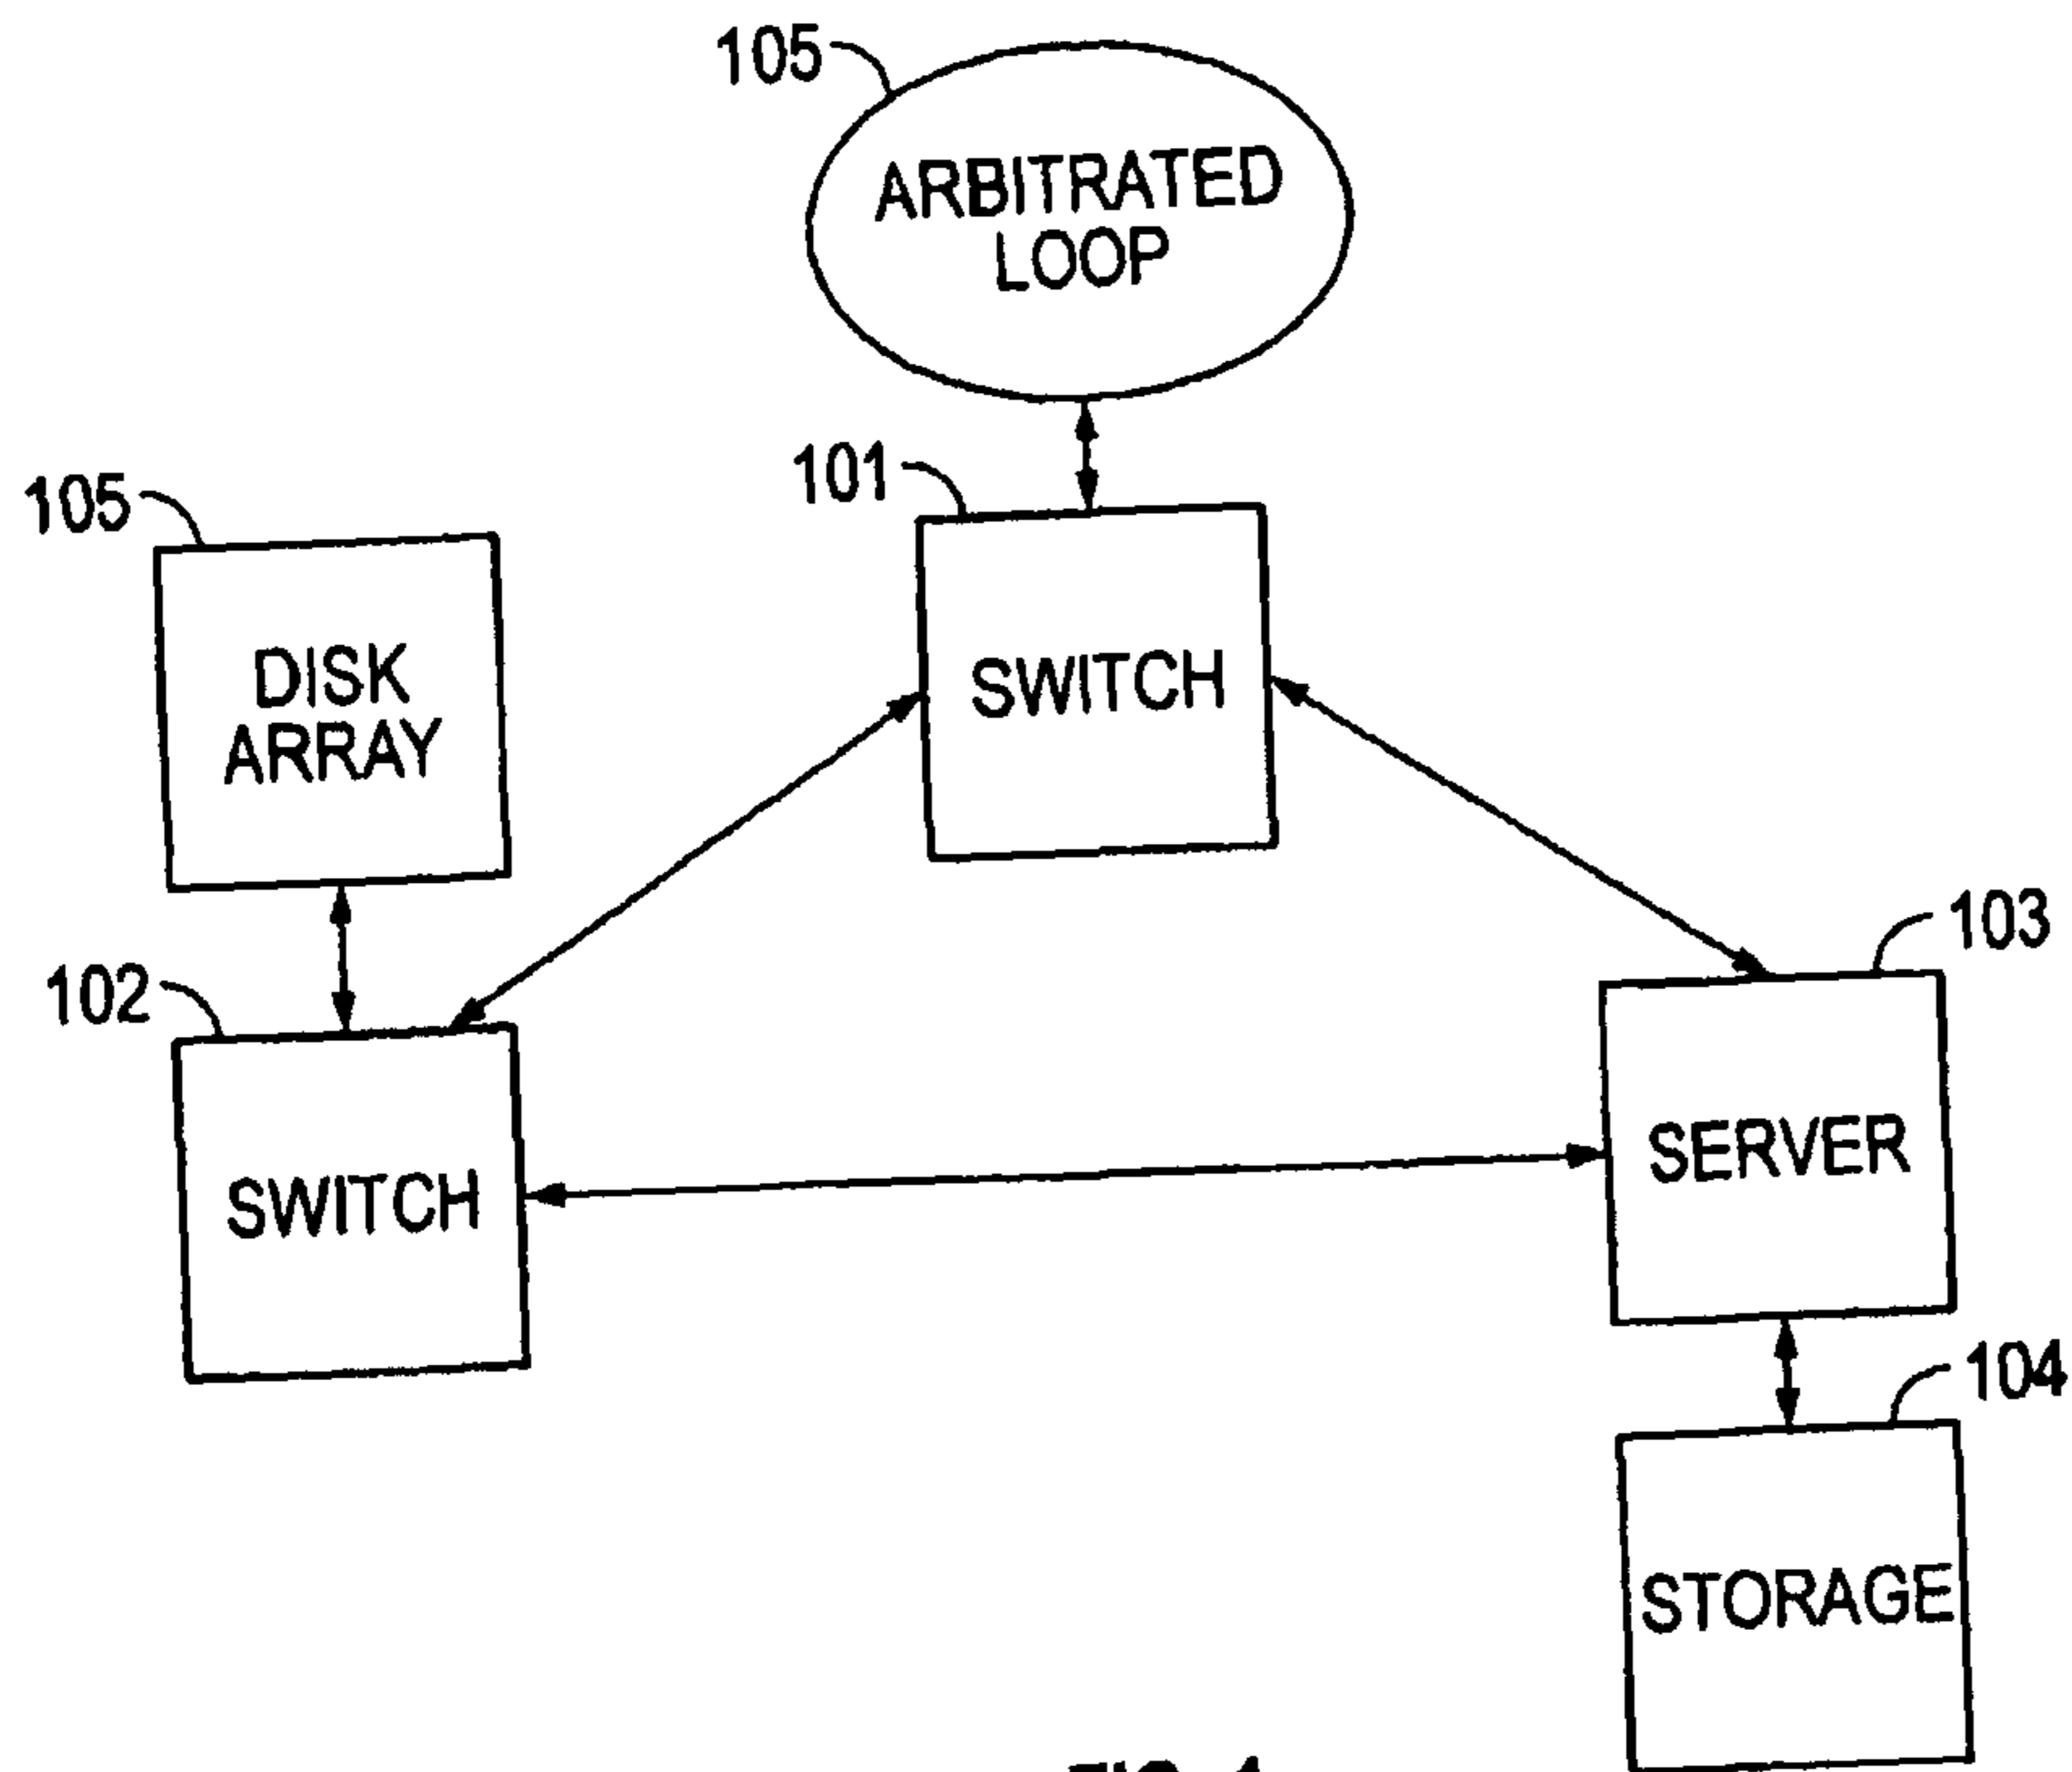 105
ARBITRATED
LOOP
101
105
SWITCH
DISK
ARRAY
102
103
SWITCH
SERVER
104
STORAGE